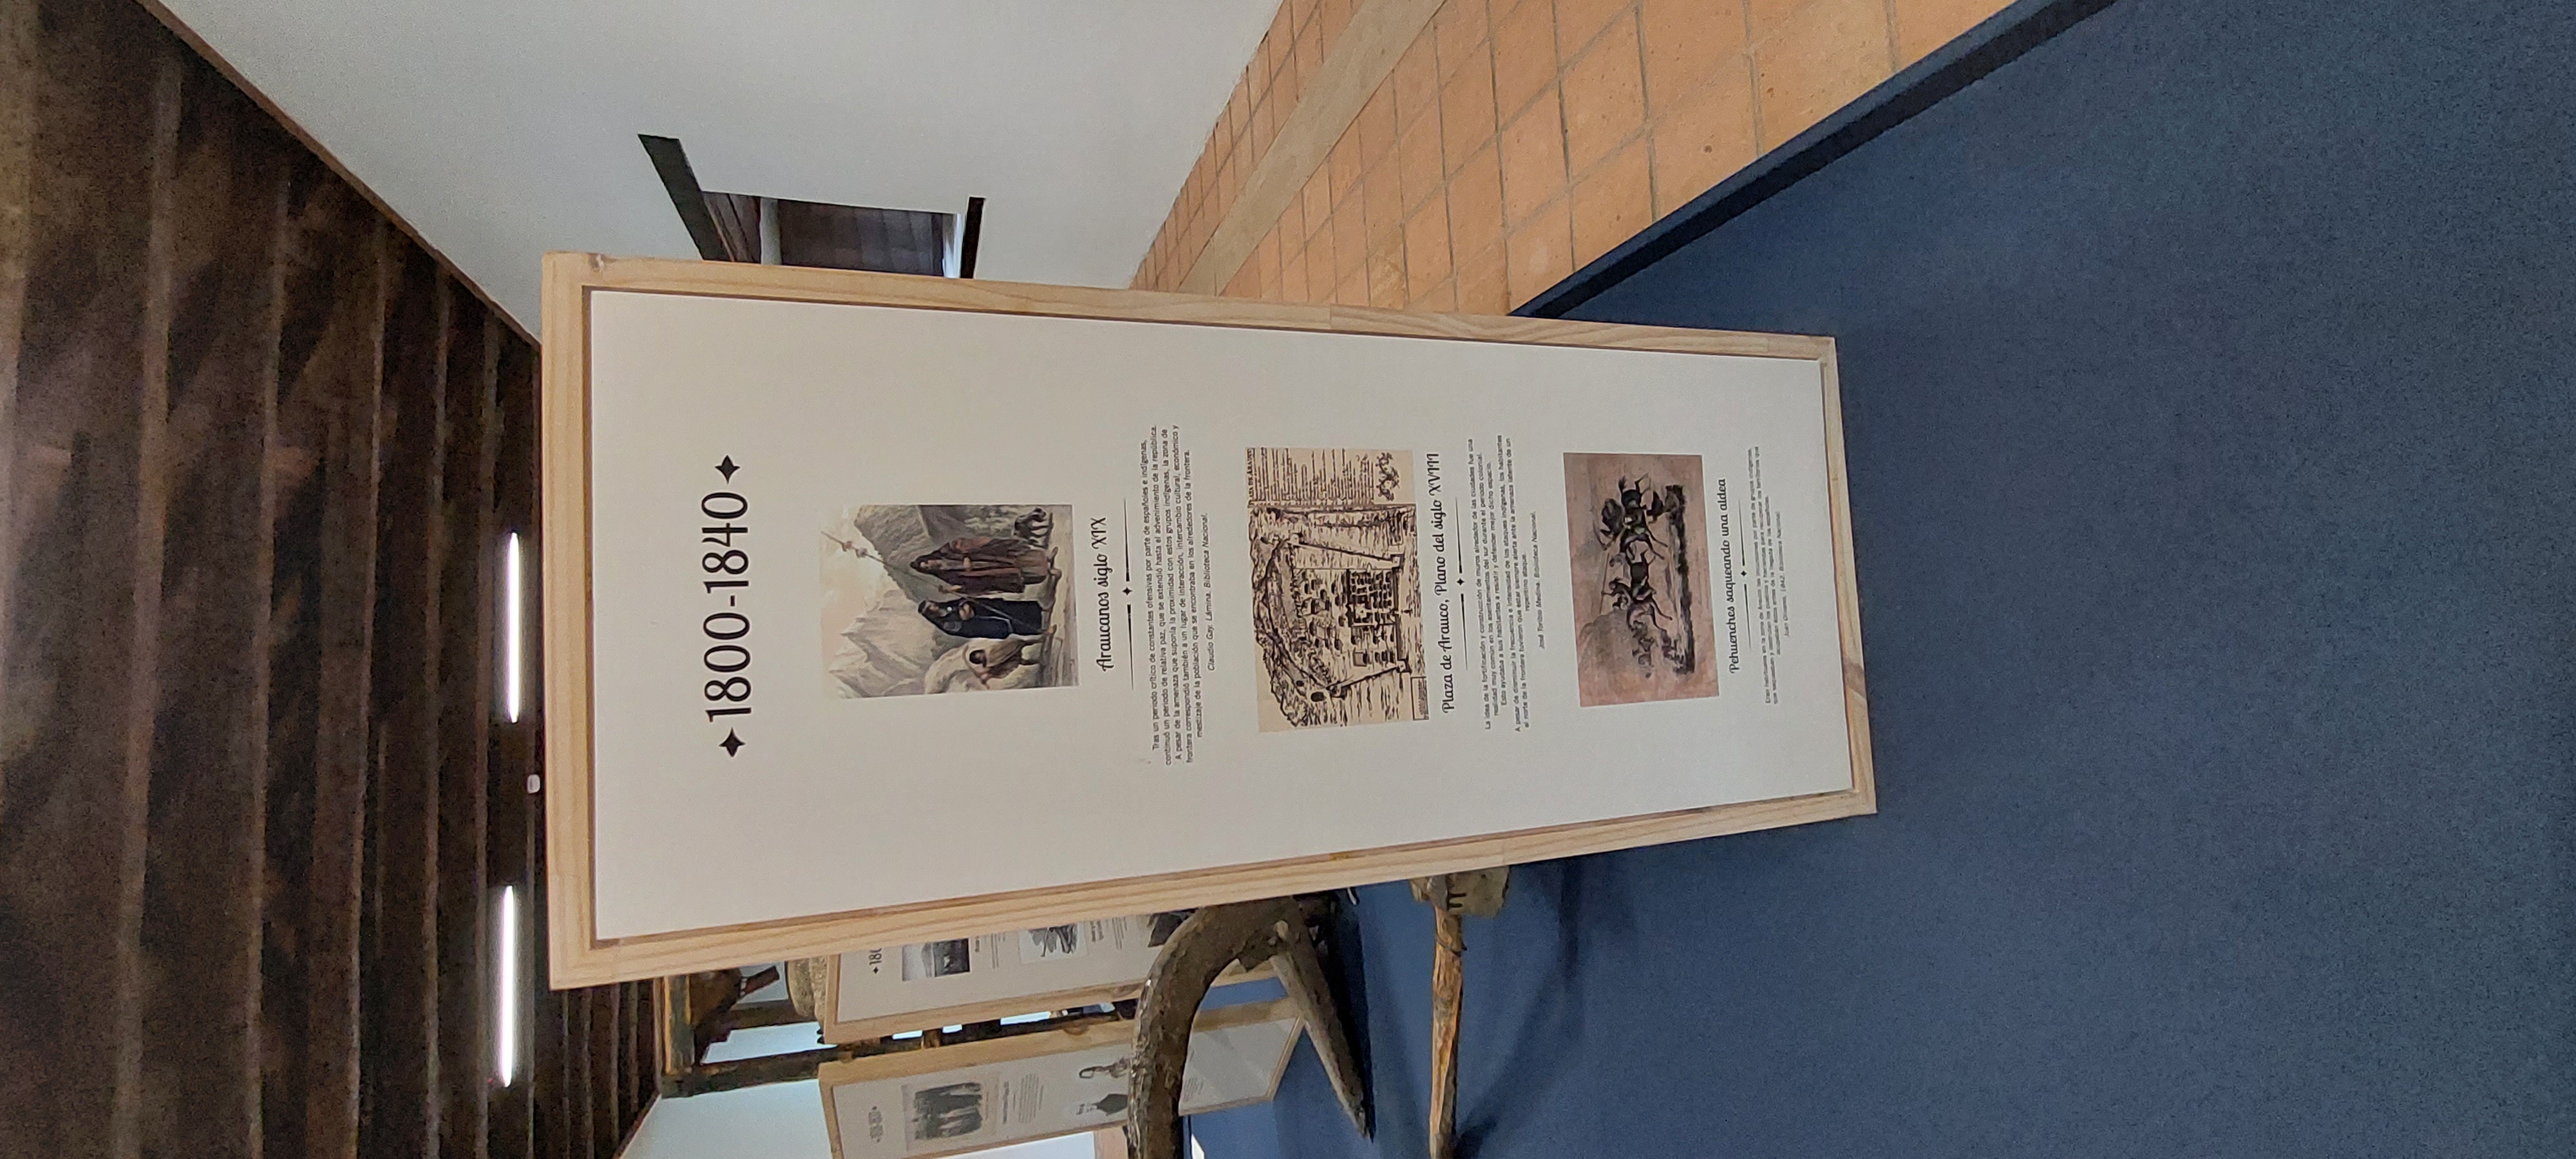 1800-1840
Araucanos siglo XIX
Tras un periodo crítico de constantes ofensivas por parte de españoles e indígenas,
continuó un periodo de relativa paz, que se extendió hasta el advenimiento de la república.
A pesar de la amenaza que suponía la proximidad con estos grupos indígenas, la zona de
frontera correspondió también a un lugar de interacción, intercambio cultural, económico y
mestizaje de la población que se encontraba en los alrededores de la frontera.
Claudio Gay. Lámina. Biblioteca Nacional.
PLAZA DE ARAUCO
Plaza de Arauco, Plano del siglo XVIII
La idea de la fortificación y construcción de muros alrededor de las ciudades fue una
realidad muy común en los asentamientos del sur durante el periodo colonial.
Esto ayudaba a sus habitantes a resistir y defender mejor dicho espacio.
A pesar de disminuir la frecuencia e intensidad de los ataques indígenas, los habitantes
al norte de la frontera tuvieron que estar siempre alerta ante la amenaza latente de un
repentino ataque.
José Toribio Medina. Biblioteca Nacional.
Pehuenches saqueando una aldea
Eran habituales en la zona de Arauco las incursiones por parte de grupos indígenas,
que saqueaban y destruían los pueblos y haciendas para recuperar los territorios que
ocupaban éstos antes de la llegada de los españoles.
Juan Olivares, 1842. Biblioteca Nacional.